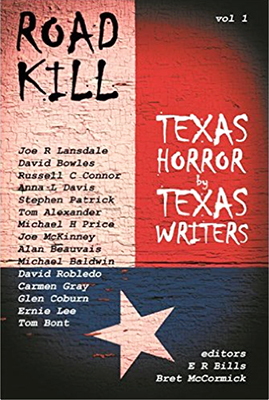 ROAD
KILL
vol 1
TEXAS
HORROR
by
TEXAS
WRITERS
Joe R Lansdale
David Bowles
Russell C Connor
Anna L Davis
Stephen Patrick
Tom Alexander
Michael H Price
Joe McKinney
Alan Beauvais
Michael Baldwin
David Robledo
Carmen Gray
Glen Coburn
Ernie Lee
Tom Bont
editors
E R Bills
Bret McCormick